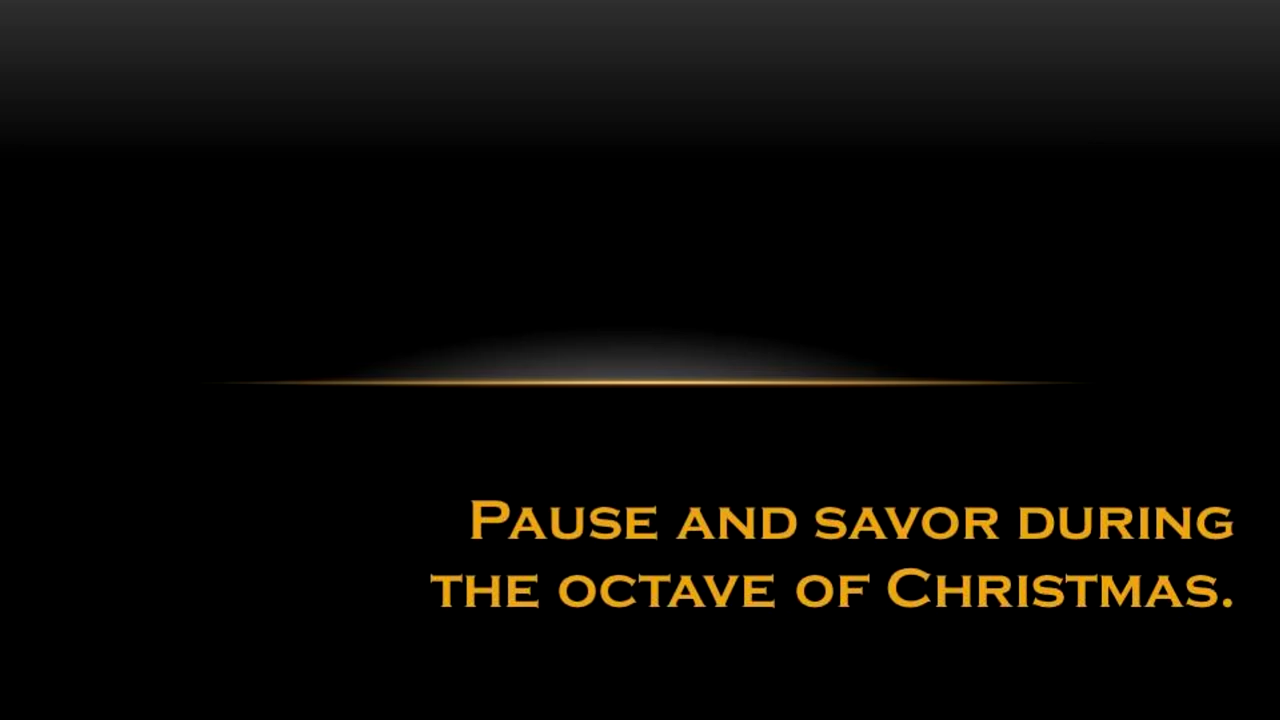 Pause and savor during
the octave of Christmas.